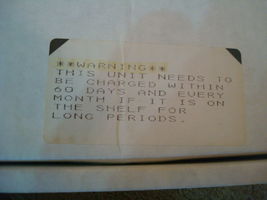 **WARNING**
THIS UNIT NEEDS TO
BE CHARGED WITHIN
60 DAYS AND EVERY
MONTH IF IT IS ON
THE SHELF FOR
LONG PERIODS.